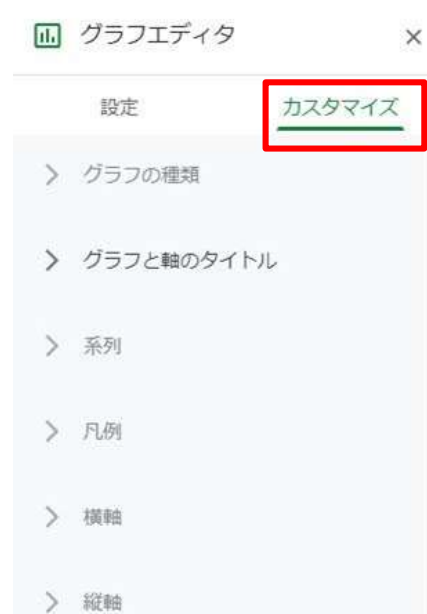 グラフエディタ
設定 カスタマイズ
グラフの種類
グラフと軸のタイトル
系列
凡例
横軸
縦軸